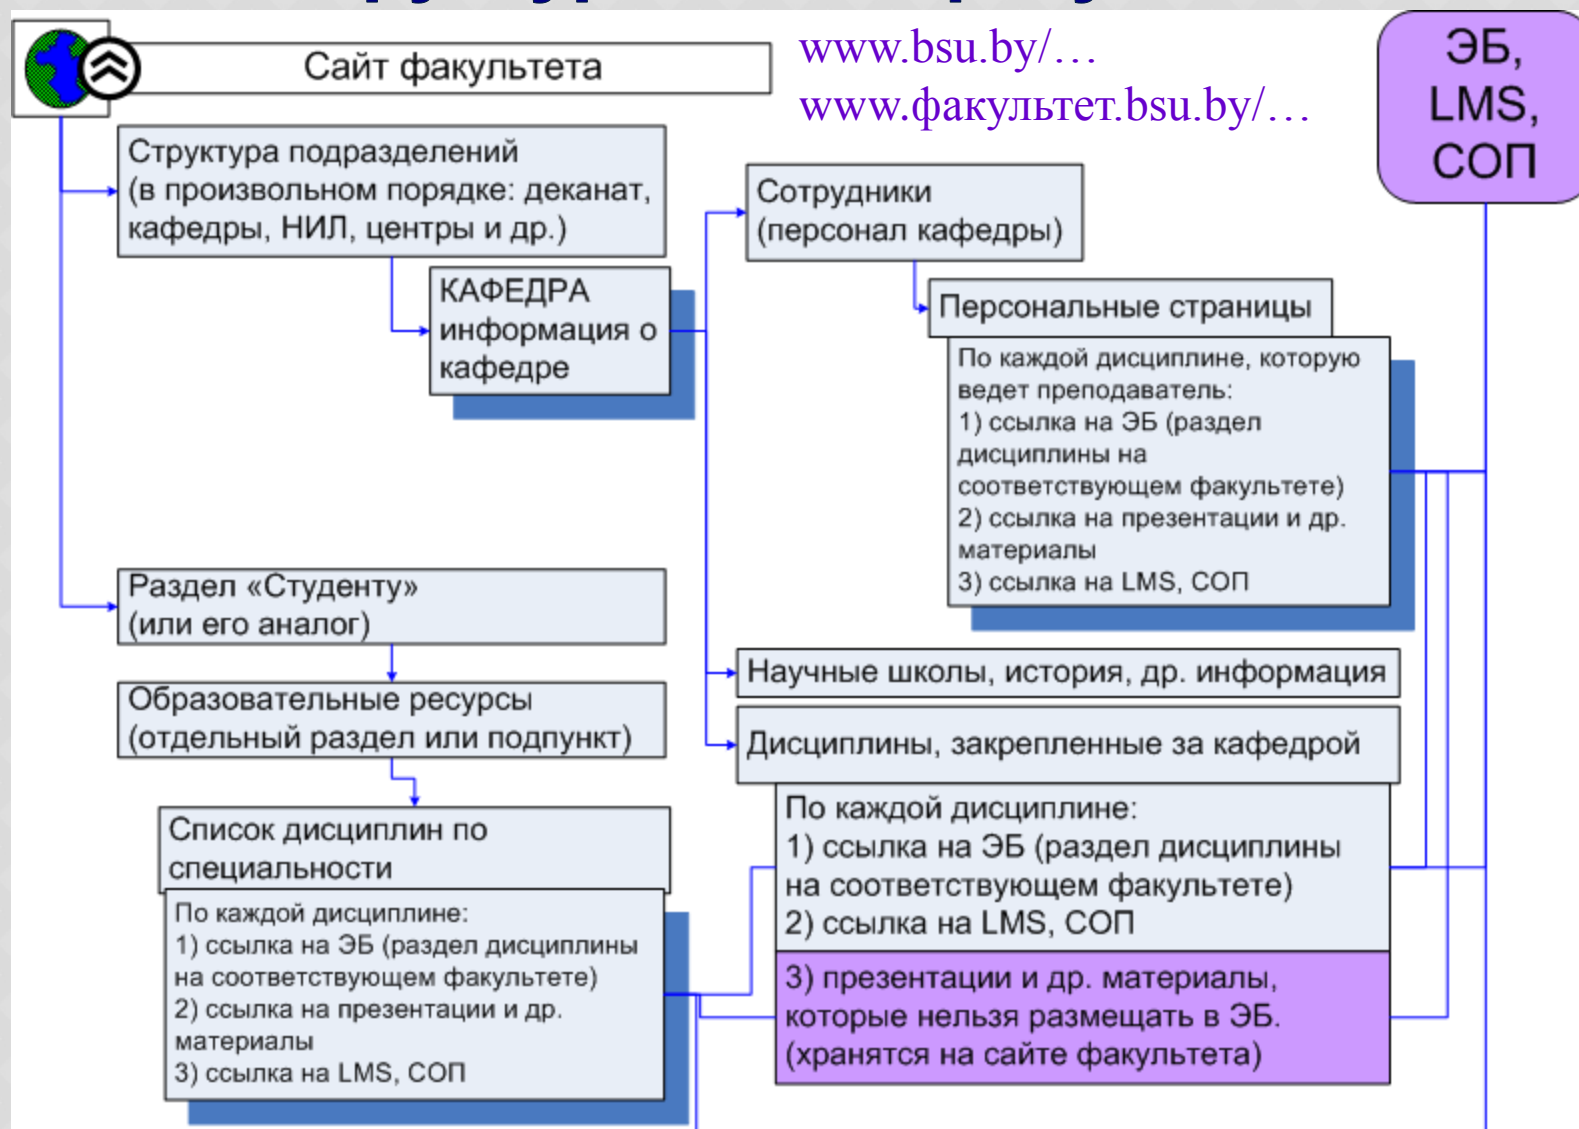 Сайт факультета
www.bsu.by/…
www.факультет.bsu.by/…
ЭБ,
LMS,
СОП
Структура подразделений
(в произвольном порядке: деканат,
кафедры, НИЛ, центры и др.)
КАФЕДРА
информация о
кафедре
Сотрудники
(персонал кафедры)
Персональные страницы
По каждой дисциплине, которую
ведет преподаватель:
1) ссылка на ЭБ (раздел
дисциплины на
соответствующем факультете)
2) ссылка на презентации и др.
материалы
3) ссылка на LMS, СОП
Научные школы, история, др. информация
Дисциплины, закрепленные за кафедрой
По каждой дисциплине:
1) ссылка на ЭБ (раздел дисциплины
на соответствующем факультете)
2) ссылка на LMS, СОП
3) презентации и др. материалы,
которые нельзя размещать в ЭБ.
(хранятся на сайте факультета)
Раздел «Студенту»
(или его аналог)
Образовательные ресурсы
(отдельный раздел или подпункт)
Список дисциплин по
специальности
По каждой дисциплине:
1) ссылка на ЭБ (раздел дисциплины
на соответствующем факультете)
2) ссылка на презентации и др.
материалы
3) ссылка на LMS, СОП